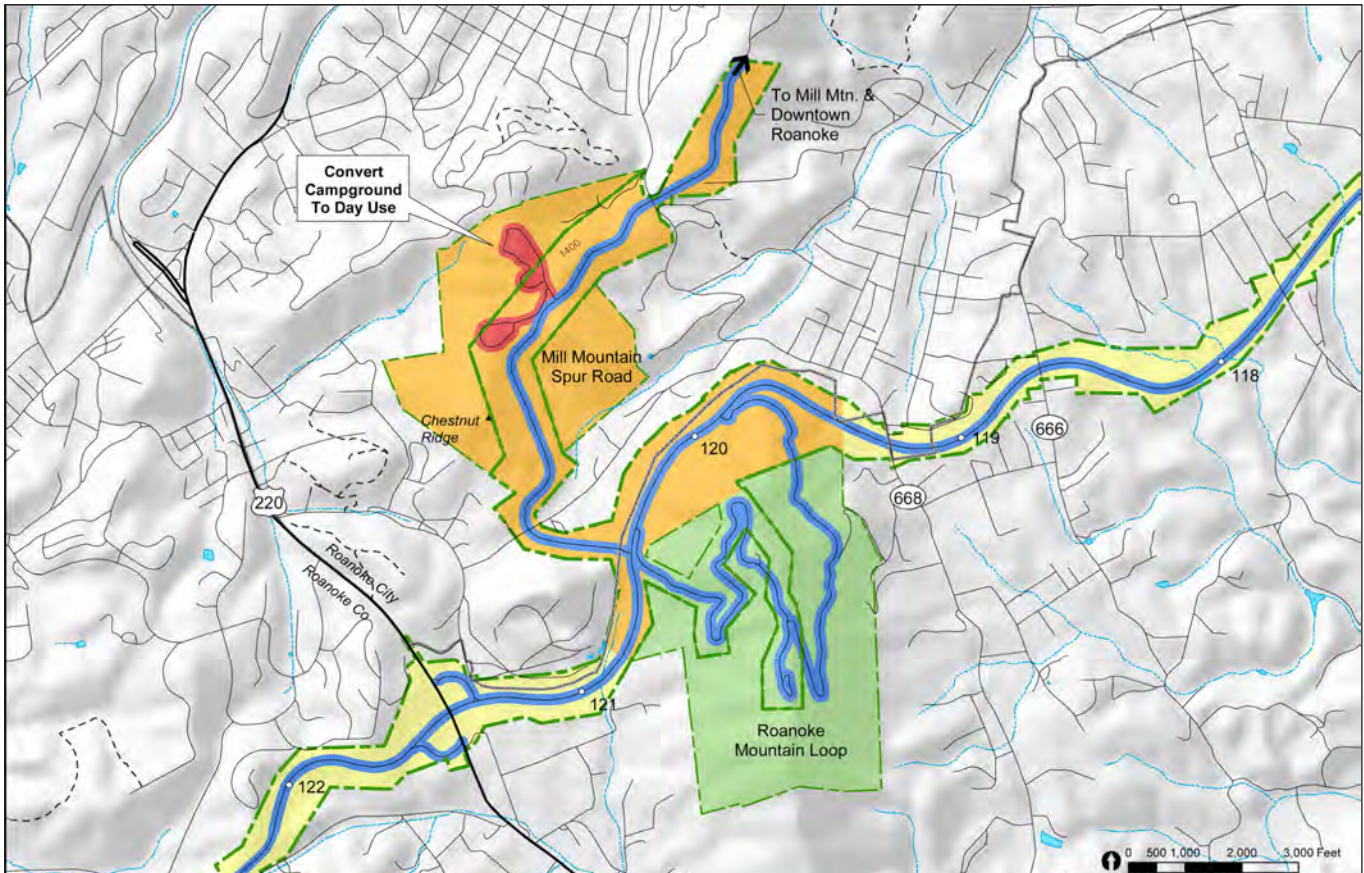 To Mill Mtn. &
Downtown
Roanoke
Convert
Campground
To Day Use
1400
Mill Mountain
Spur Road
118
Chestnut
Ridge
120
119
666
668
220
Roanoke City
Roanoke Co.
121
Roanoke
Mountain Loop
122
0 500 1,000 2,000 3,000 Feet